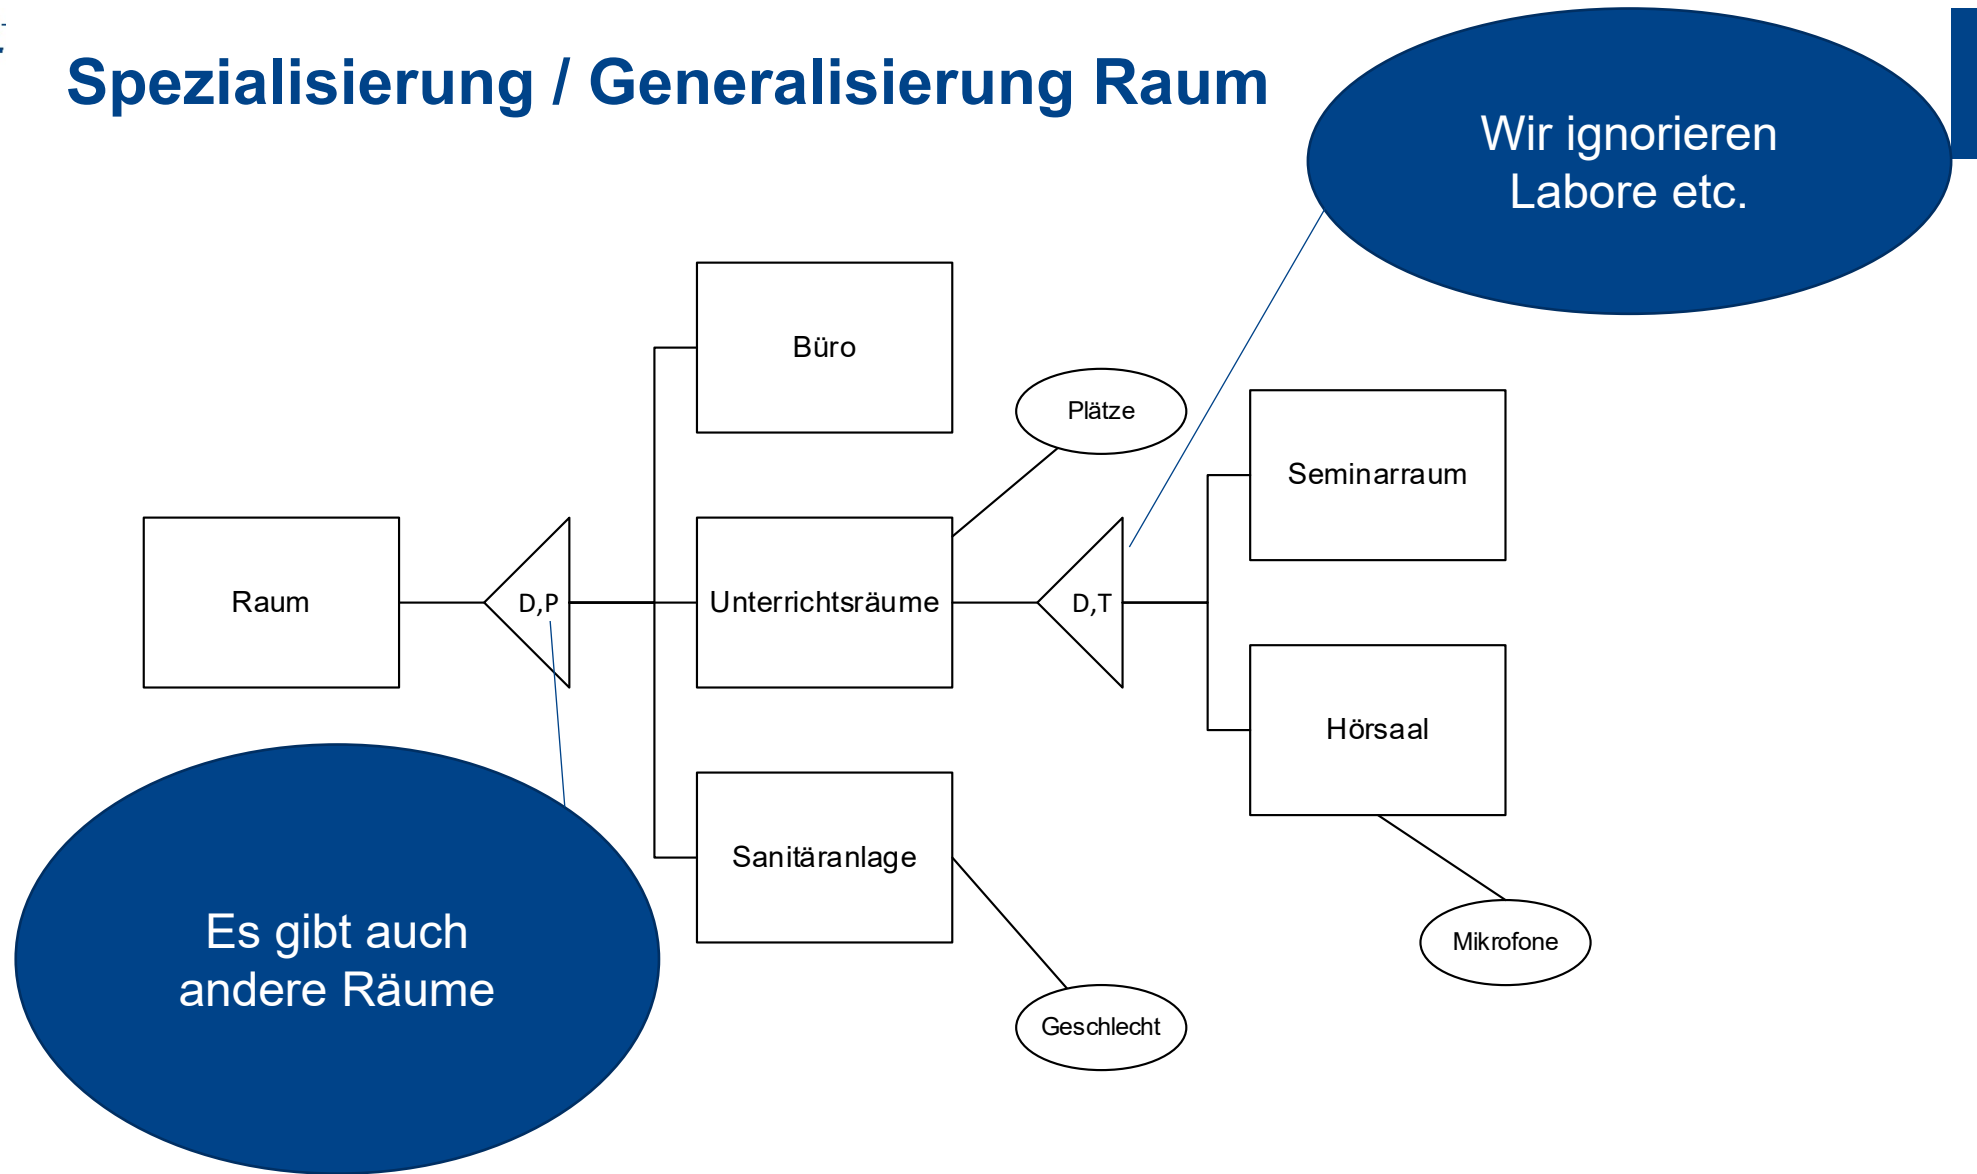 Spezialisierung / Generalisierung Raum
Wir ignorieren
Labore etc.
Büro
Plätze
Seminarraum
Raum
D,P
Unterrichtsräume
D,T
Hörsaal
Sanitäranlage
Es gibt auch
andere Räume
Mikrofone
Geschlecht